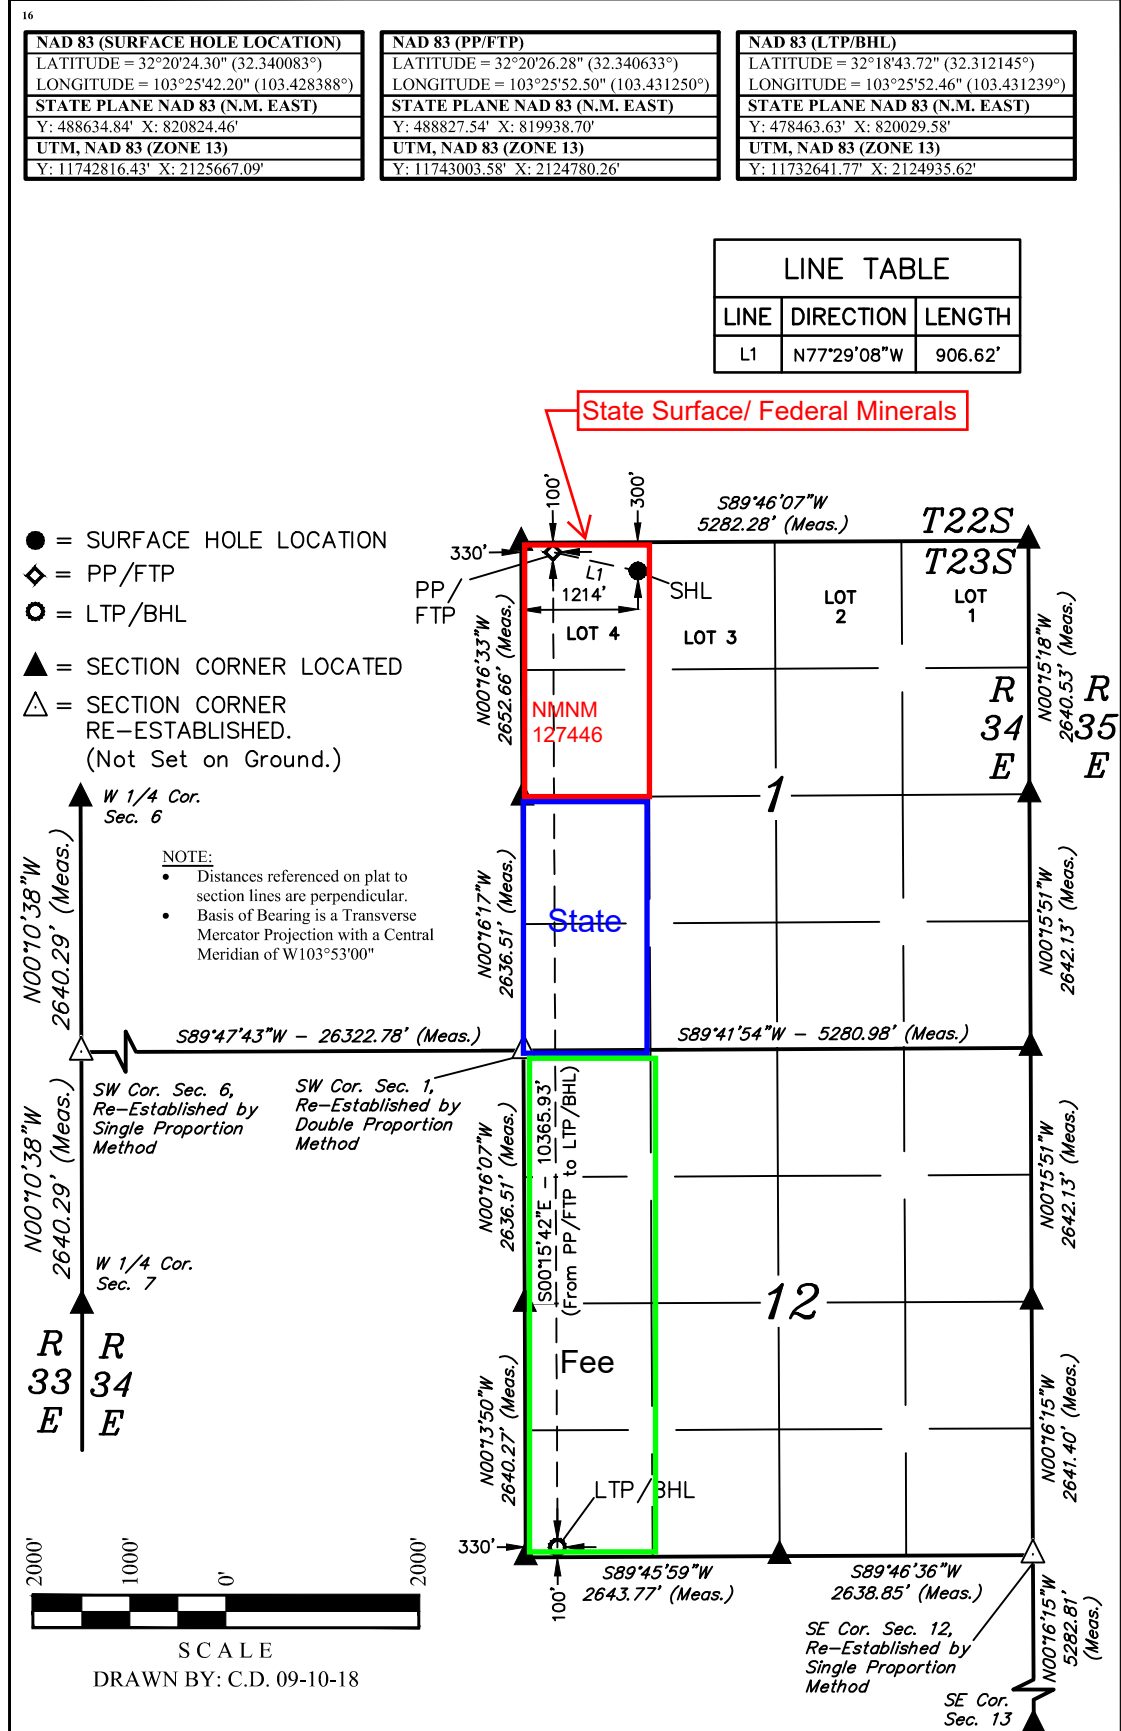 16
NAD 83 (SURFACE HOLE LOCATION)
LATITUDE = 32°20'24.30" (32.340083°)
LONGITUDE = 103°25'42.20" (103.428388°)
STATE PLANE NAD 83 (N.M. EAST)
Y: 488634.84' X: 820824.46'
UTM, NAD 83 (ZONE 13)
Y: 11742816.43' X: 2125667.09'
NAD 83 (PP/FTP)
LATITUDE = 32°20'26.28" (32.340633°)
LONGITUDE = 103°25'52.50" (103.431250°)
STATE PLANE NAD 83 (N.M. EAST)
Y: 488827.54' X: 819938.70'
UTM, NAD 83 (ZONE 13)
Y: 11743003.58' X: 2124780.26'
NAD 83 (LTP/BHL)
LATITUDE = 32°18'43.72" (32.312145°)
LONGITUDE = 103°25'52.46" (103.431239°)
STATE PLANE NAD 83 (N.M. EAST)
Y: 478463.63' X: 820029.58'
UTM, NAD 83 (ZONE 13)
Y: 11732641.77' X: 2124935.62'
LINE TABLE
LINE DIRECTION LENGTH
L1 N77°29'08"W 906.62'
State Surface/ Federal Minerals
100'
300'
S89°46'07"W
5282.28' (Meas.)
T22S
T23S
= SURFACE HOLE LOCATION
= PP/FTP
= LTP/BHL
= SECTION CORNER LOCATED
= SECTION CORNER
RE-ESTABLISHED.
(Not Set on Ground.)
330'
PP/
FTP
L1
1214'
SHL
LOT 4
LOT 3
LOT
2
LOT
1
N00°16'33"W
2652.66' (Meas.)
N00°15'18"W
2640.53' (Meas.)
NMNM
127446
R
34
E
R
35
E
1
W 1/4 Cor.
Sec. 6
N00°10'38"W
2640.29' (Meas.)
NOTE:
• Distances referenced on plat to
section lines are perpendicular.
• Basis of Bearing is a Transverse
Mercator Projection with a Central
Meridian of W103°53'00"
N00°16'17"W
2636.51' (Meas.)
State
N00°15'51"W
2642.13' (Meas.)
S89°47'43"W - 26322.78' (Meas.)
S89°41'54"W - 5280.98' (Meas.)
SW Cor. Sec. 6,
Re-Established by
Single Proportion
Method
SW Cor. Sec. 1,
Re-Established by
Double Proportion
Method
N00°10'38"W
2640.29' (Meas.)
N00°16'07"W
2636.51' (Meas.)
S00°15'42"E - 10365.93'
(From PP/FTP to LTP/BHL)
N00°15'51"W
2642.13' (Meas.)
W 1/4 Cor.
Sec. 7
12
R
33
E
R
34
E
Fee
N00°13'50"W
2640.27' (Meas.)
N00°16'15"W
2641.40' (Meas.)
LTP/BHL
330'
100'
S89°45'59"W
2643.77' (Meas.)
S89°46'36"W
2638.85' (Meas.)
SE Cor. Sec. 12,
Re-Established by
Single Proportion
Method
N00°16'15"W
5282.81'
(Meas.)
SE Cor.
Sec. 13
2000'
1000'
0'
2000'
SCALE
DRAWN BY: C.D. 09-10-18